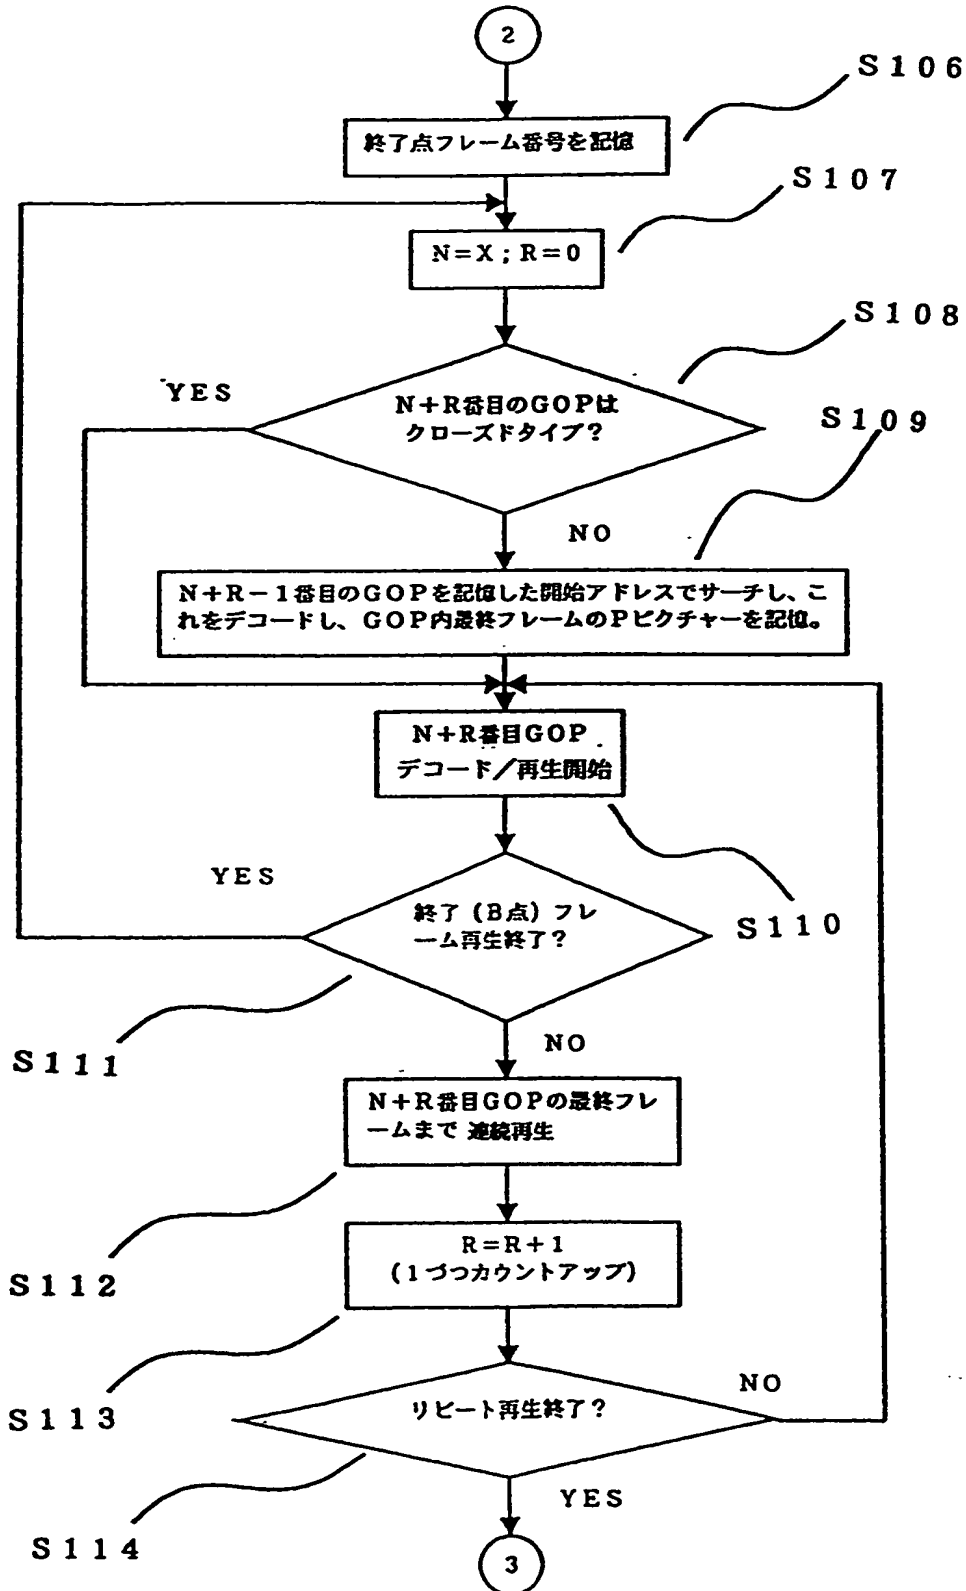 2
S106
終了点フレーム番号を記憶
S107
N=X;R=0
S108
YES
N+R番目のGOPは
クローズドタイプ?
S109
NO
N+R-1番目のGOPを記憶した開始アドレスでサーチし、こ
れをデコードし、GOP内最終フレームのPピクチャーを記憶。
N+R番目GOP
デコード/再生開始
YES
終了(B点)フレ
ーム再生終了?
S110
S111
NO
N+R番目GOPの最終フレ
ームまで 連続再生
S112
R=R+1
(1づつカウントアップ)
S113
NO
リピート再生終了?
YES
S114
3